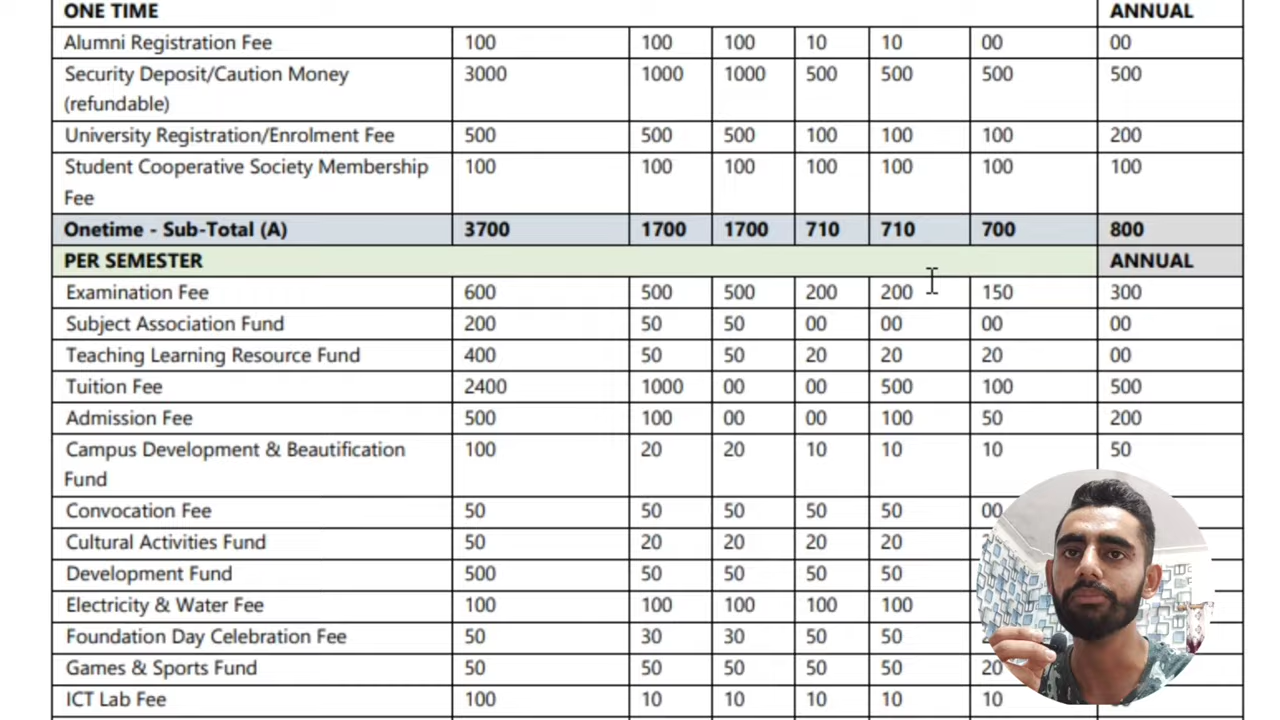 ONE TIME ANNUAL
Alumni Registration Fee 100 100 100 10 10 00 00
Security Deposit/Caution Money 3000 1000 1000 500 500 500 500
(refundable)
University Registration/Enrolment Fee 500 500 500 100 100 100 200
Student Cooperative Society Membership 100 100 100 100 100 100 100
Fee
Onetime - Sub-Total (A) 3700 1700 1700 710 710 700 800
PER SEMESTER ANNUAL
Examination Fee 600 500 500 200 200 150 300
Subject Association Fund 200 50 50 00 00 00 00
Teaching Learning Resource Fund 400 50 50 20 20 20 00
Tuition Fee 2400 1000 00 00 500 100 500
Admission Fee 500 100 00 00 100 50 200
Campus Development & Beautification 100 20 20 10 10 10 50
Fund
Convocation Fee 50 50 50 50 50 00
Cultural Activities Fund 50 20 20 20 20
Development Fund 500 50 50 50 50
Electricity & Water Fee 100 100 100 100 100
Foundation Day Celebration Fee 50 30 30 50 50
Games & Sports Fund 50 50 50 50 50 20
ICT Lab Fee 100 10 10 10 10 10